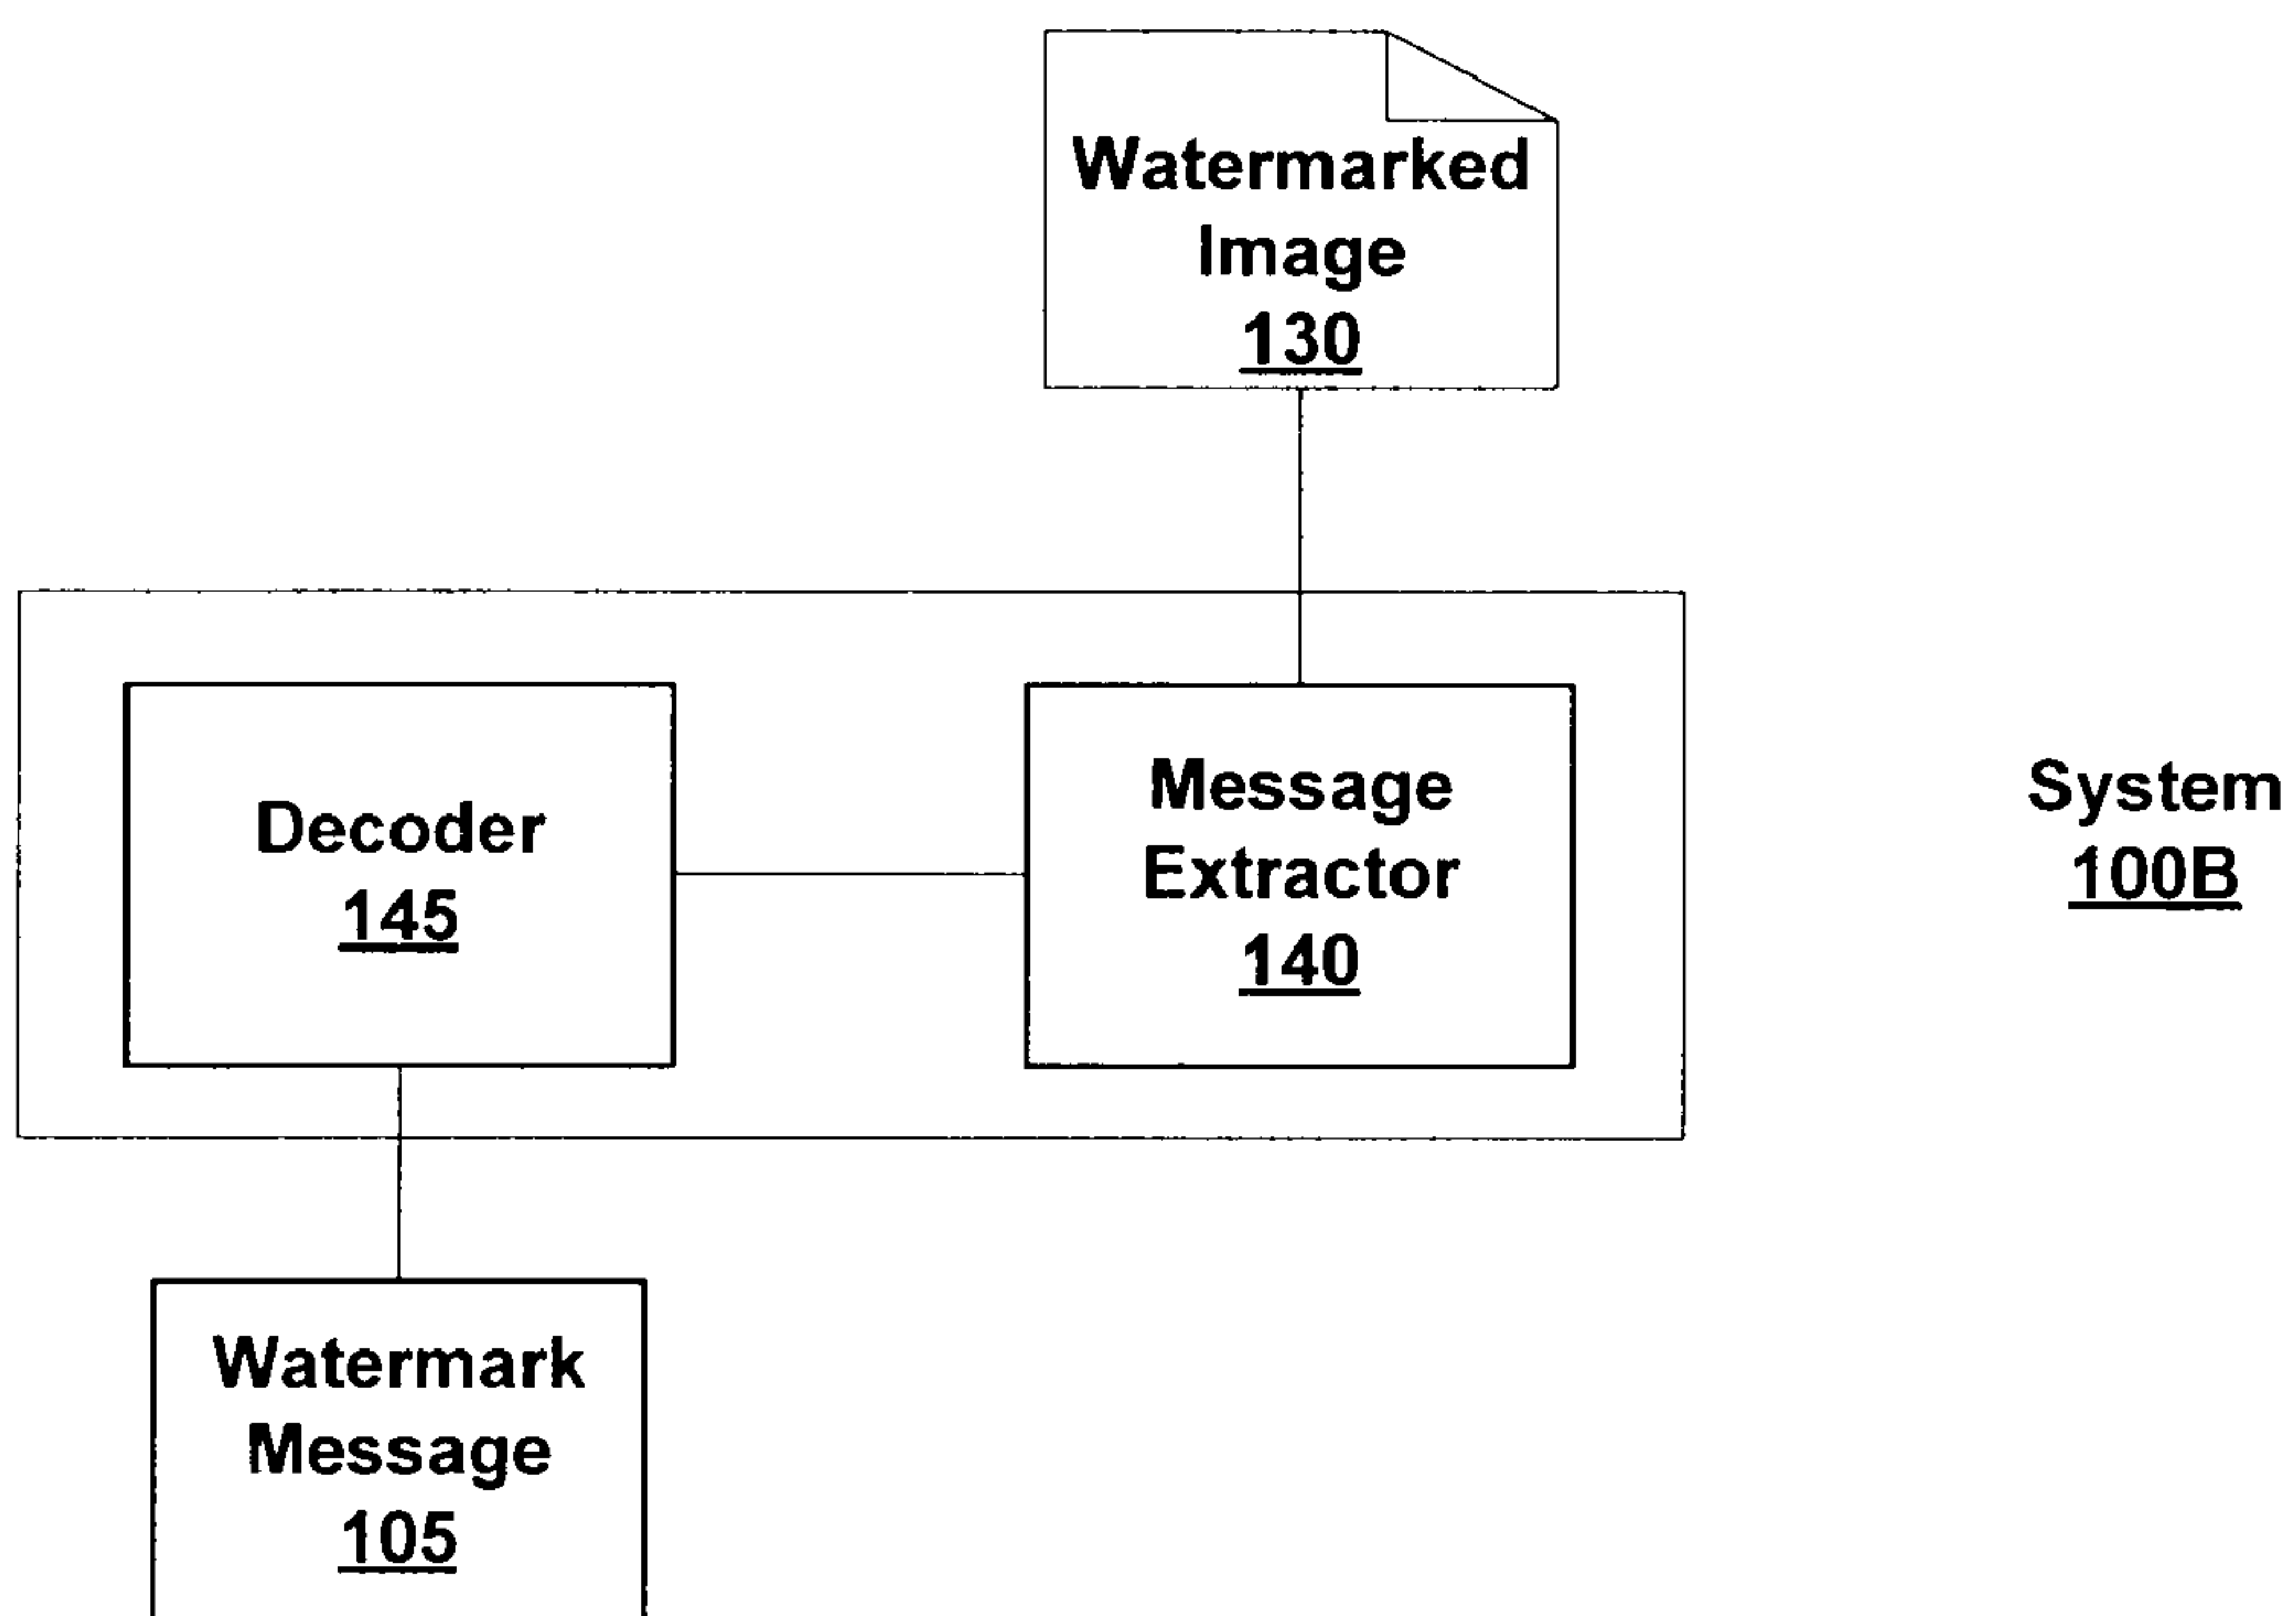 Watermarked
Image
130
Decoder
145
Message
Extractor
140
System
100B
Watermark
Message
105